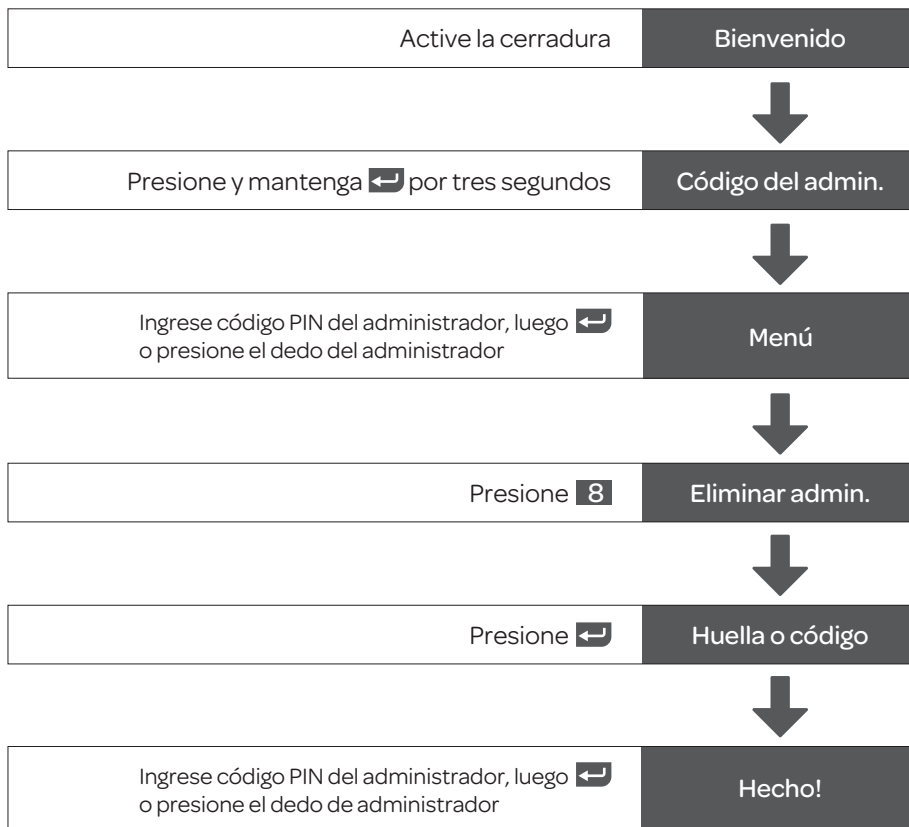 Active la cerradura
Bienvenido
Presione y mantenga ↵ por tres segundos
Código del admin.
Ingrese código PIN del administrador, luego ↵
o presione el dedo del administrador
Menú
Presione 8
Eliminar admin.
Presione ↵
Huella o código
Ingrese código PIN del administrador, luego ↵
o presione el dedo de administrador
Hecho!